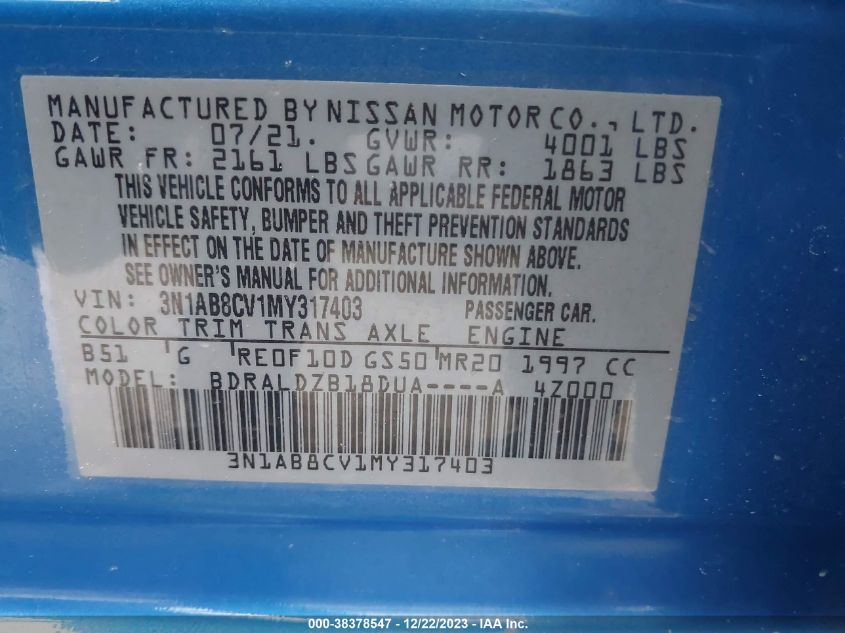 MANUFACTURED BY NISSAN MOTOR CO., LTD.
DATE: 07/21. GVWR: 4001 LBS
GAWR FR: 2161 LBS GAWR RR: 1863 LBS
THIS VEHICLE CONFORMS TO ALL APPLICABLE FEDERAL MOTOR
VEHICLE SAFETY, BUMPER AND THEFT PREVENTION STANDARDS
IN EFFECT ON THE DATE OF MANUFACTURE SHOWN ABOVE.
SEE OWNER'S MANUAL FOR ADDITIONAL INFORMATION.
VIN: 3N1AB8CV1MY317403 PASSENGER CAR.
COLOR TRIM TRANS AXLE ENGINE
B51 'G 'RE0F10D GS50'MR20 1997 CC
MODEL: BDRALDZB18DUA----A 4Z000
3N1AB8CV1MY317403
000-38378547 - 12/22/2023 - IAA Inc.